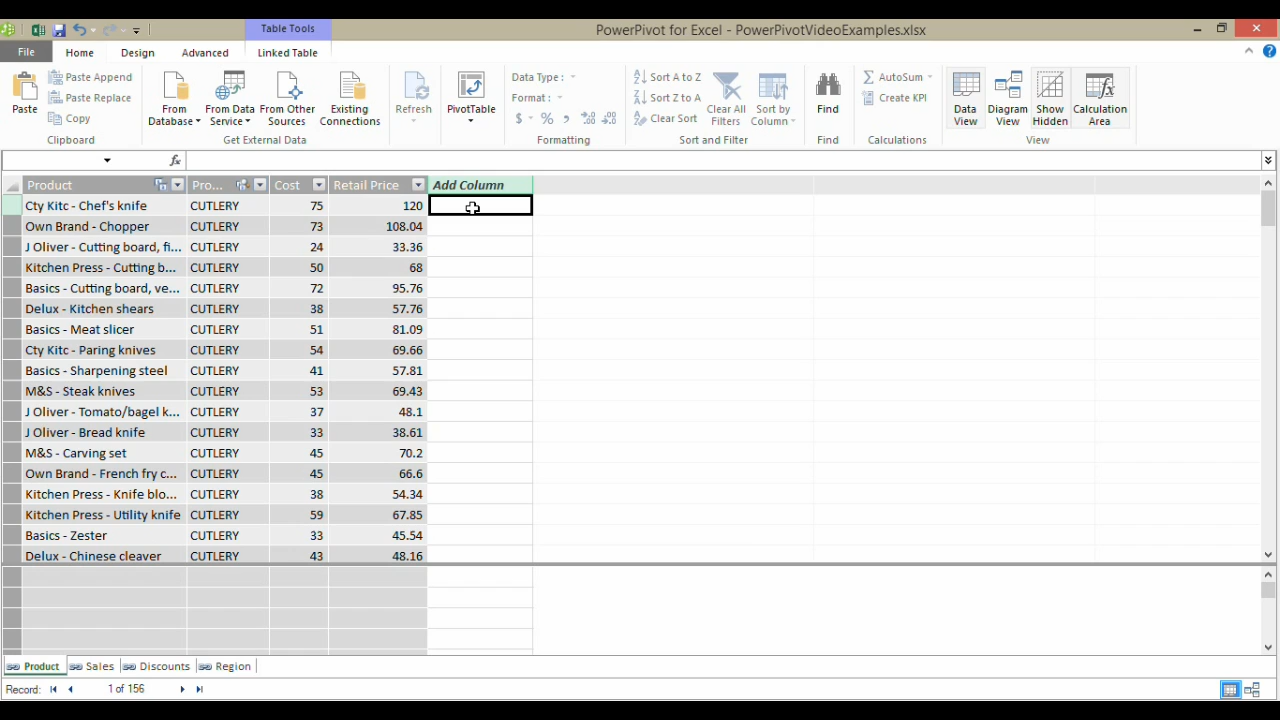 Table Tools
PowerPivot for Excel - PowerPivotVideoExamples.xlsx
File Home Design Advanced Linked Table
Paste
Paste Append
Paste Replace
Copy
Clipboard
From Database
From Data Service
From Other Sources
Existing Connections
Get External Data
Refresh
PivotTable
Data Type :
Format :
$ % ,
Formatting
Sort A to Z
Sort Z to A
Clear Sort
Clear All Filters
Sort by Column
Sort and Filter
Find
Find
AutoSum
Create KPI
Calculations
Data View
Diagram View
Show Hidden
Calculation Area
View
fx
Product Pro... Cost Retail Price Add Column
Cty Kitc - Chef's knife CUTLERY 75 120
Own Brand - Chopper CUTLERY 73 108.04
J Oliver - Cutting board, fi... CUTLERY 24 33.36
Kitchen Press - Cutting b... CUTLERY 50 68
Basics - Cutting board, ve... CUTLERY 72 95.76
Delux - Kitchen shears CUTLERY 38 57.76
Basics - Meat slicer CUTLERY 51 81.09
Cty Kitc - Paring knives CUTLERY 54 69.66
Basics - Sharpening steel CUTLERY 41 57.81
M&S - Steak knives CUTLERY 53 69.43
J Oliver - Tomato/bagel k... CUTLERY 37 48.1
J Oliver - Bread knife CUTLERY 33 38.61
M&S - Carving set CUTLERY 45 70.2
Own Brand - French fry c... CUTLERY 45 66.6
Kitchen Press - Knife blo... CUTLERY 38 54.34
Kitchen Press - Utility knife CUTLERY 59 67.85
Basics - Zester CUTLERY 33 45.54
Delux - Chinese cleaver CUTLERY 43 48.16
Product Sales Discounts Region
Record: 1 of 156